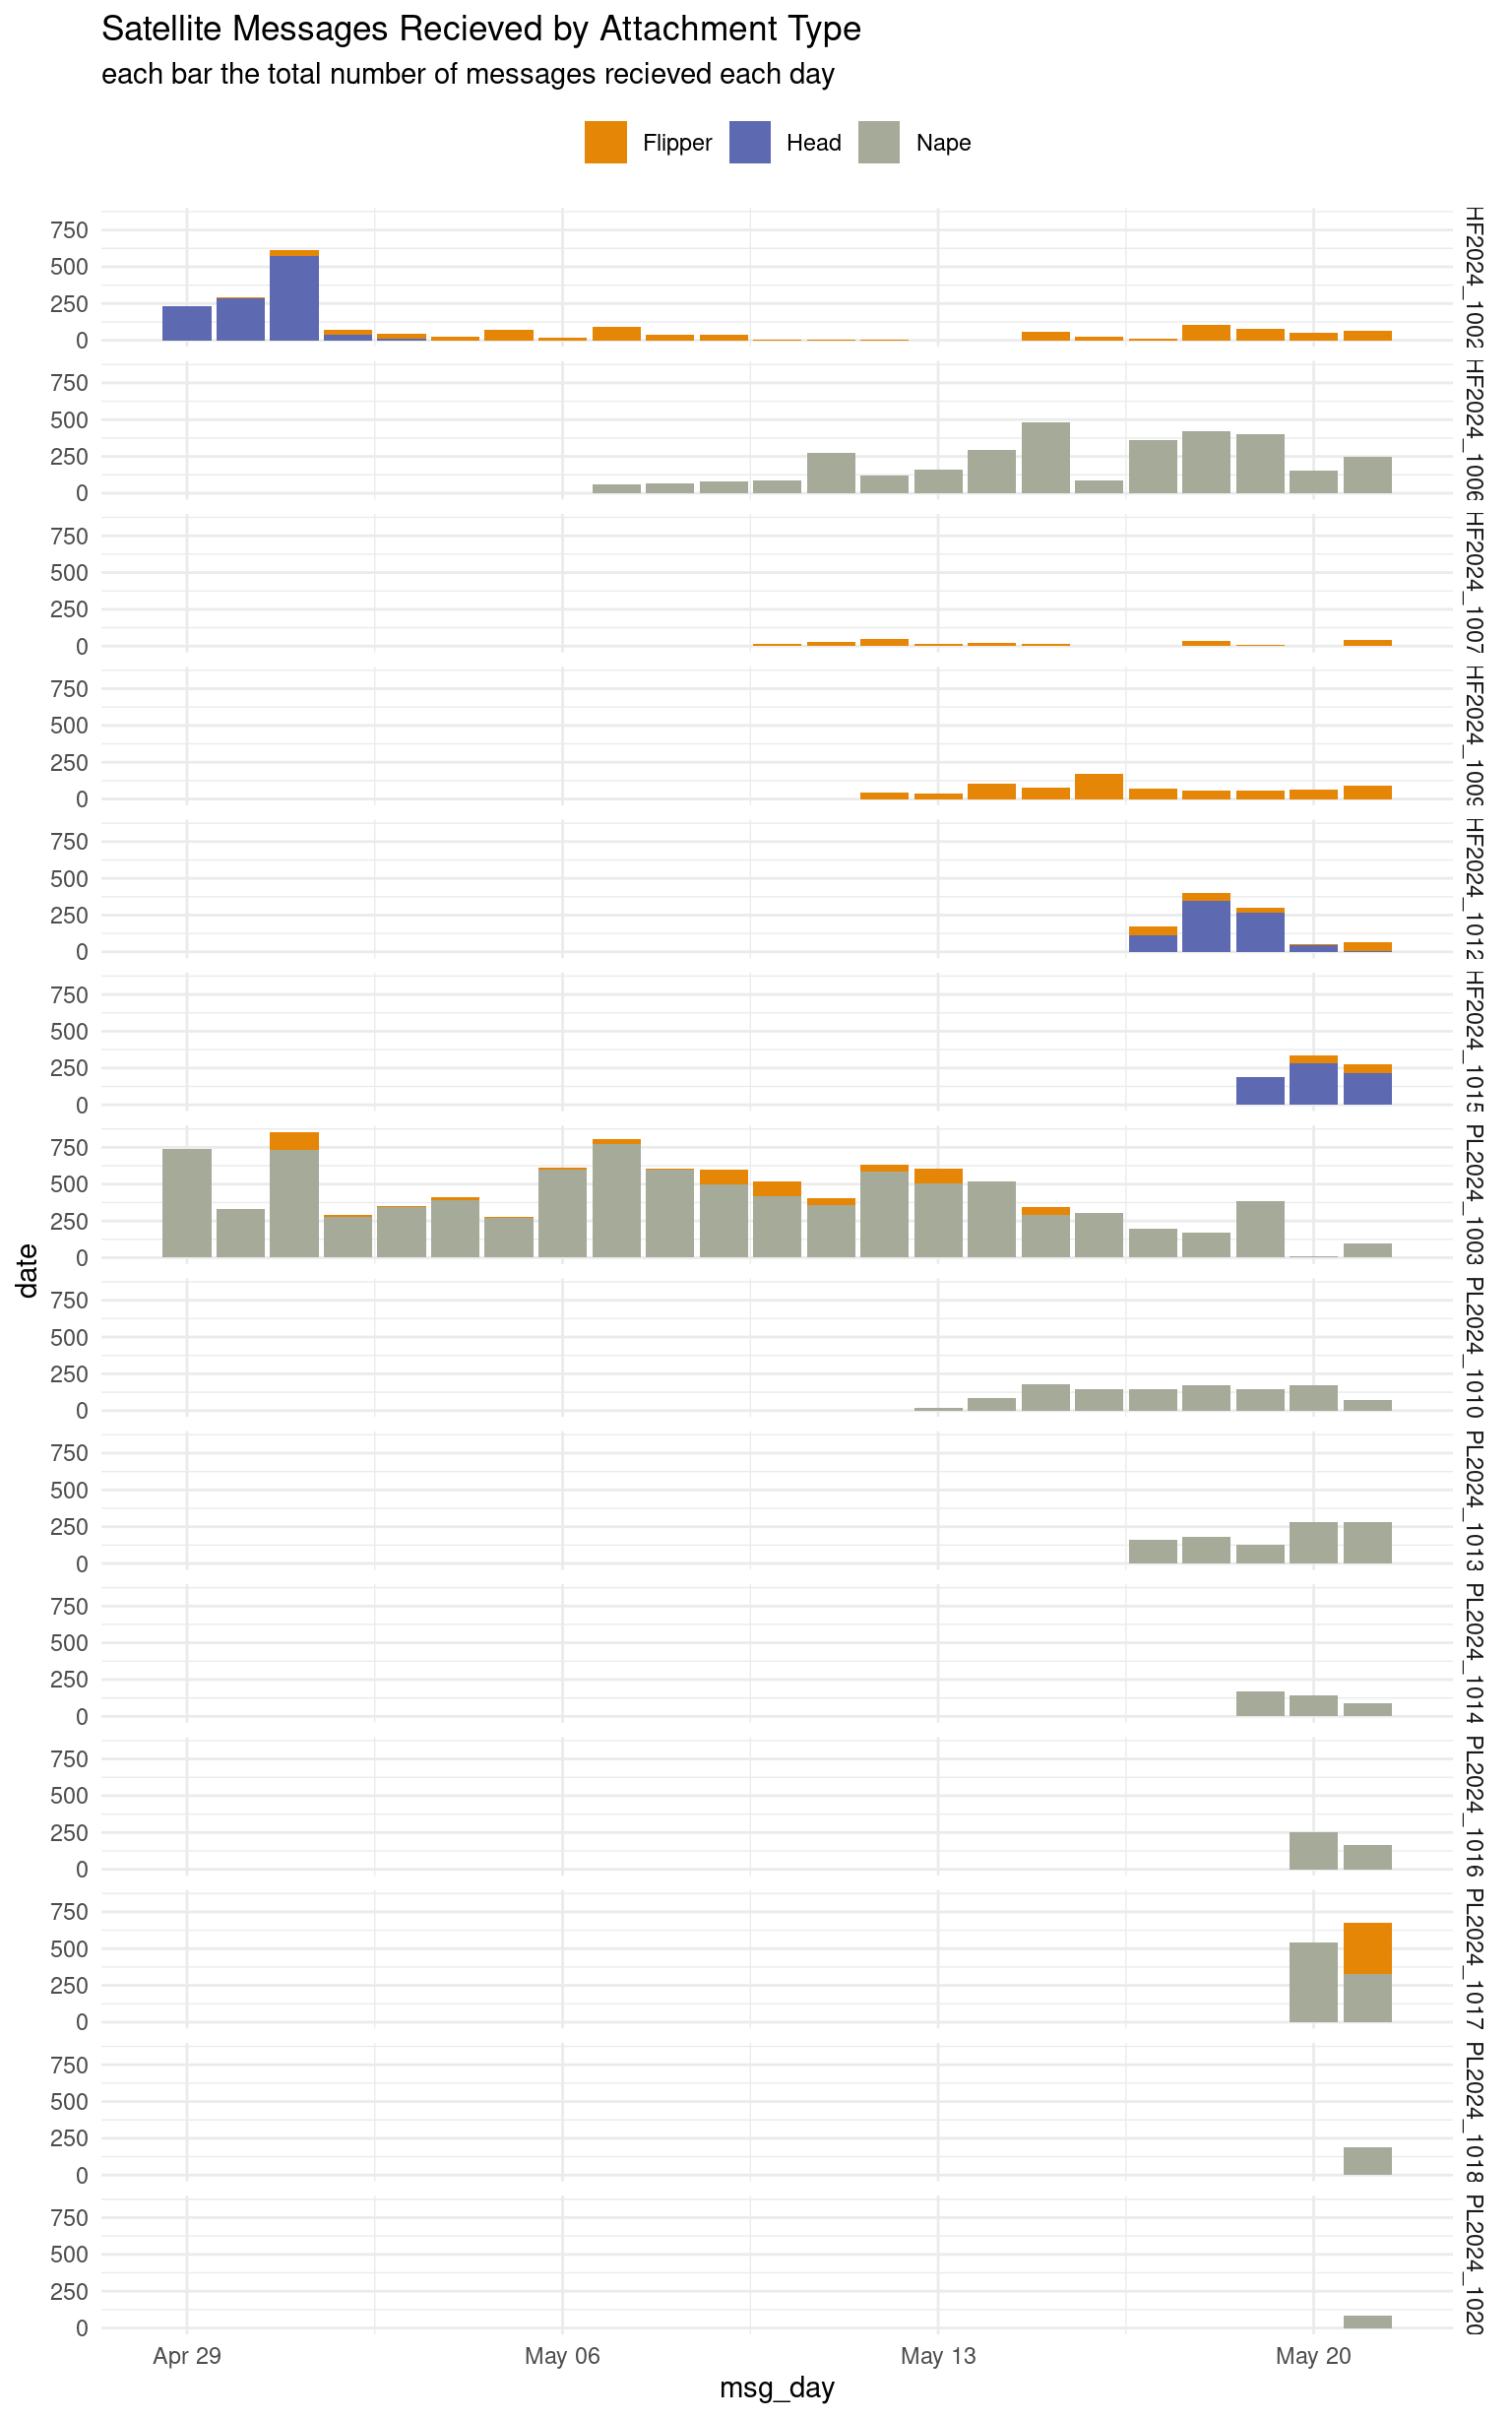 Satellite Messages Recieved by Attachment Type
each bar the total number of messages recieved each day
Flipper Head Nape
750
500
250
0
HF2024_1002
750
500
250
0
HF2024_1006
750
500
250
0
HF2024_1007
750
500
250
0
HF2024_1009
750
500
250
0
HF2024_1012
750
500
250
0
HF2024_1015
750
500
250
0
PL2024_1003
date
750
500
250
0
PL2024_1010
750
500
250
0
PL2024_1013
750
500
250
0
PL2024_1014
750
500
250
0
PL2024_1016
750
500
250
0
PL2024_1017
750
500
250
0
PL2024_1018
750
500
250
0
PL2024_1020
Apr 29 May 06 May 13 May 20
msg_day